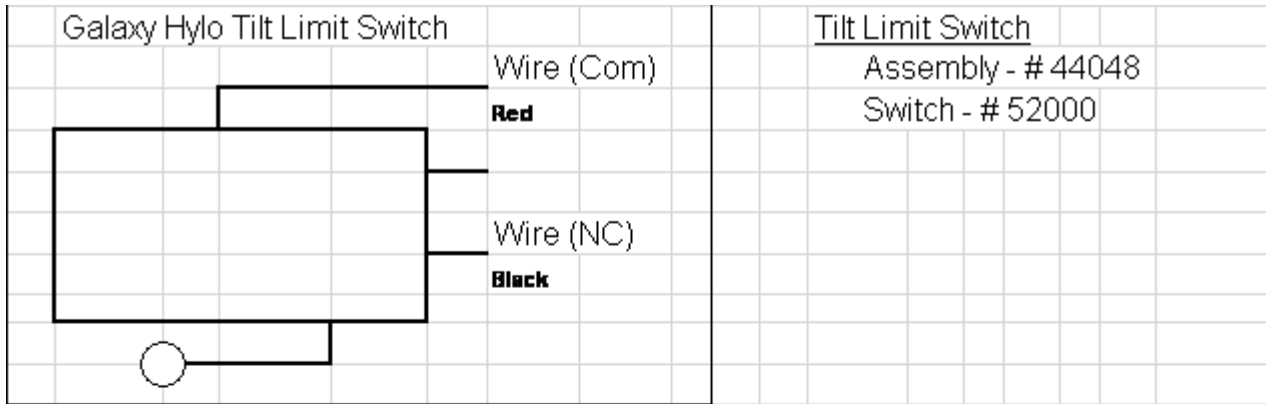 Galaxy Hylo Tilt Limit Switch
Wire (Com)
Red
Wire (NC)
Black
Tilt Limit Switch
Assembly - # 44048
Switch - # 52000